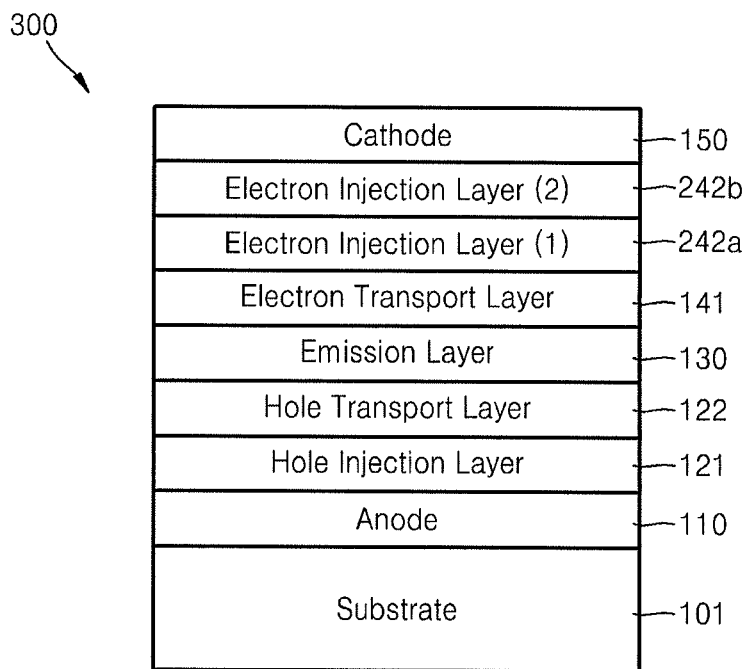 300
Cathode 150
Electron Injection Layer (2) 242b
Electron Injection Layer (1) 242a
Electron Transport Layer 141
Emission Layer 130
Hole Transport Layer 122
Hole Injection Layer 121
Anode 110
Substrate 101